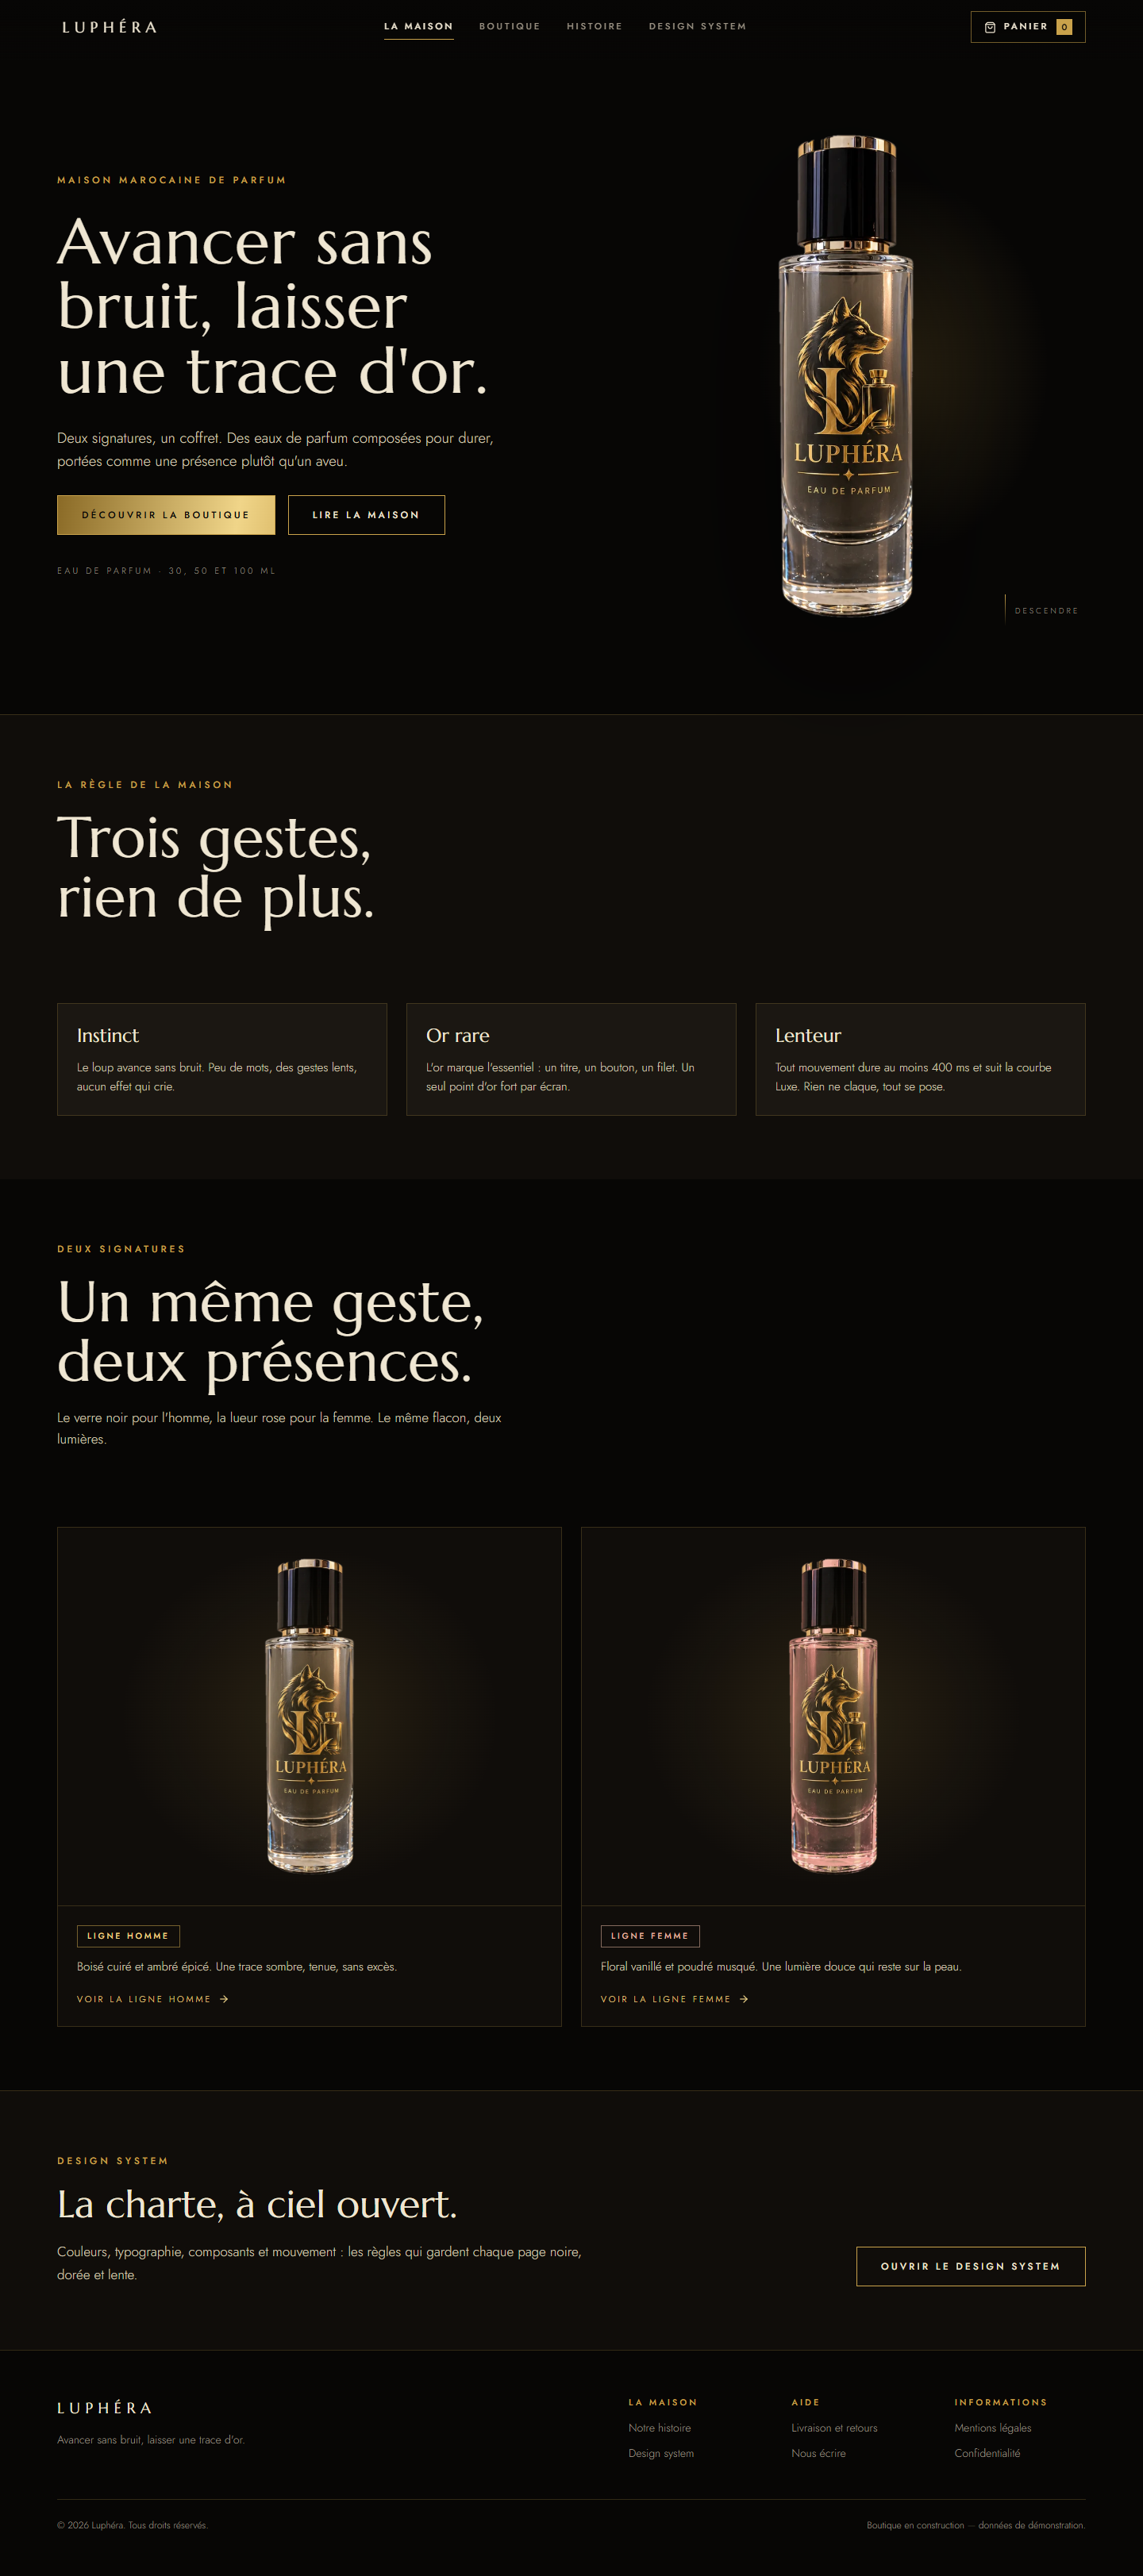 LUPHÉRA
LA MAISON
BOUTIQUE
HISTOIRE
DESIGN SYSTEM
PANIER 0
MAISON MAROCAINE DE PARFUM
Avancer sans
bruit, laisser
une trace d'or.
Deux signatures, un coffret. Des eaux de parfum composées pour durer,
portées comme une présence plutôt qu'un aveu.
DÉCOUVRIR LA BOUTIQUE
LIRE LA MAISON
EAU DE PARFUM · 30, 50 ET 100 ML
L
LUPHÉRA
EAU DE PARFUM
DESCENDRE
LA RÈGLE DE LA MAISON
Trois gestes,
rien de plus.
Instinct
Le loup avance sans bruit. Peu de mots, des gestes lents,
aucun effet qui crie.
Or rare
L'or marque l'essentiel : un titre, un bouton, un filet. Un
seul point d'or fort par écran.
Lenteur
Tout mouvement dure au moins 400 ms et suit la courbe
Luxe. Rien ne claque, tout se pose.
DEUX SIGNATURES
Un même geste,
deux présences.
Le verre noir pour l'homme, la lueur rose pour la femme. Le même flacon, deux
lumières.
L
LUPHÉRA
EAU DE PARFUM
LIGNE HOMME
Boisé cuiré et ambré épicé. Une trace sombre, tenue, sans excès.
VOIR LA LIGNE HOMME
L
LUPHÉRA
EAU DE PARFUM
LIGNE FEMME
Floral vanillé et poudré musqué. Une lumière douce qui reste sur la peau.
VOIR LA LIGNE FEMME
DESIGN SYSTEM
La charte, à ciel ouvert.
Couleurs, typographie, composants et mouvement : les règles qui gardent chaque page noire,
dorée et lente.
OUVRIR LE DESIGN SYSTEM
LUPHÉRA
Avancer sans bruit, laisser une trace d'or.
LA MAISON
Notre histoire
Design system
AIDE
Livraison et retours
Nous écrire
INFORMATIONS
Mentions légales
Confidentialité
© 2026 Luphéra. Tous droits réservés.
Boutique en construction — données de démonstration.